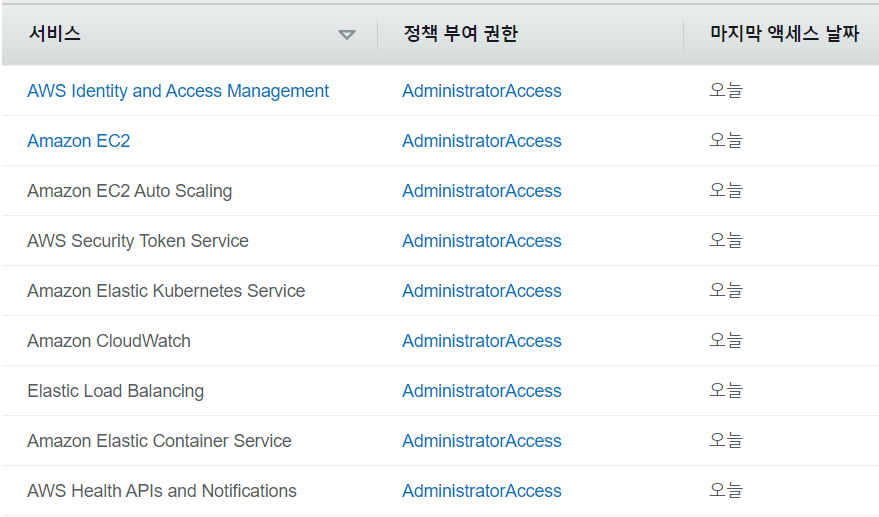 서비스 정책 부여 권한 마지막 액세스 날짜
AWS Identity and Access Management AdministratorAccess 오늘
Amazon EC2 AdministratorAccess 오늘
Amazon EC2 Auto Scaling AdministratorAccess 오늘
AWS Security Token Service AdministratorAccess 오늘
Amazon Elastic Kubernetes Service AdministratorAccess 오늘
Amazon CloudWatch AdministratorAccess 오늘
Elastic Load Balancing AdministratorAccess 오늘
Amazon Elastic Container Service AdministratorAccess 오늘
AWS Health APIs and Notifications AdministratorAccess 오늘